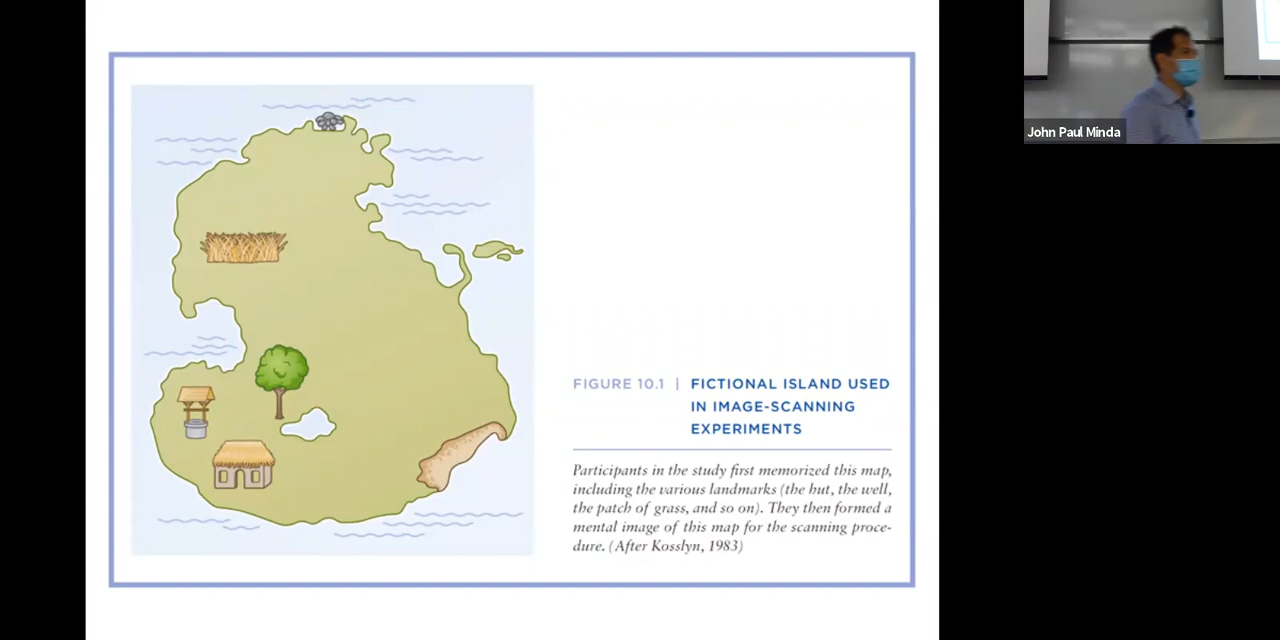 FIGURE 10.1 | FICTIONAL ISLAND USED
IN IMAGE-SCANNING
EXPERIMENTS
Participants in the study first memorized this map,
including the various landmarks (the hut, the well,
the patch of grass, and so on). They then formed a
mental image of this map for the scanning proce-
dure. (After Kosslyn, 1983)
John Paul Minda